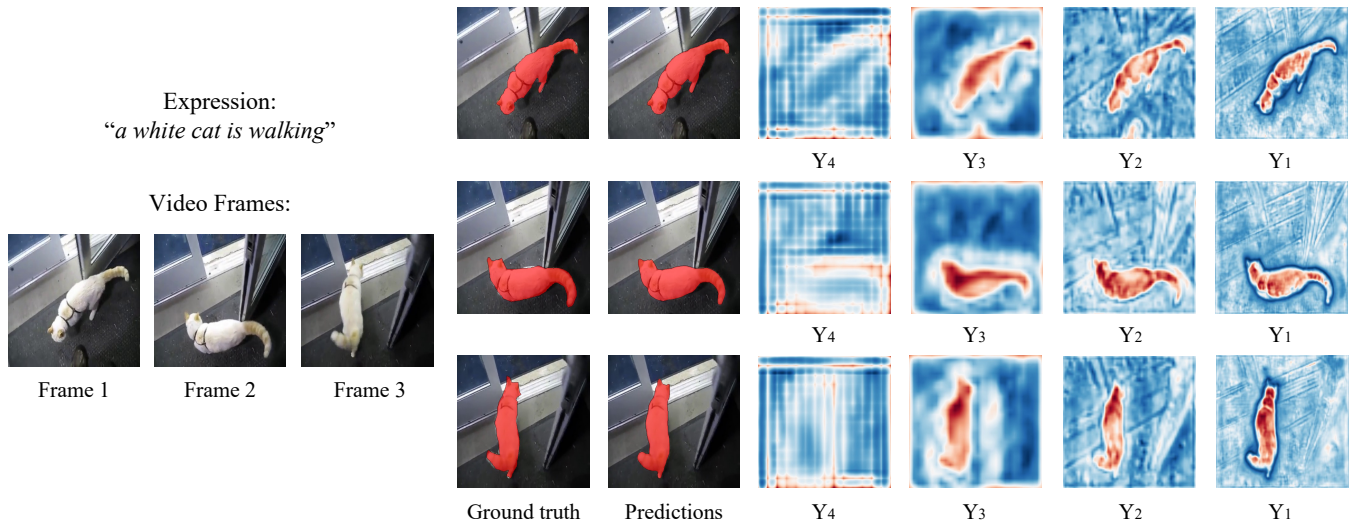 Expression:
“a white cat is walking”
Video Frames:
Frame 1
Frame 2
Frame 3
Y4
Y3
Y2
Y1
Y4
Y3
Y2
Y1
Ground truth
Predictions
Y4
Y3
Y2
Y1